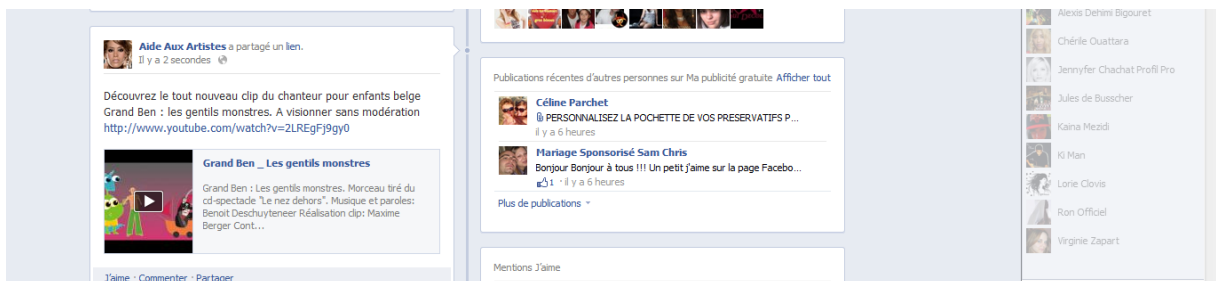 Aide Aux Artistes a partagé un lien.
Il y a 2 secondes
Découvrez le tout nouveau clip du chanteur pour enfants belge
Grand Ben : les gentils monstres. A visionner sans modération
http://www.youtube.com/watch?v=2LREgFj9gy0
Grand Ben _ Les gentils monstres
Grand Ben : Les gentils monstres. Morceau tiré du
cd-spectacle "Le nez dehors". Musique et paroles:
Benoit Deschuyteneer Réalisation clip: Maxime
Berger Cont...
J'aime · Commenter · Partager
Publications récentes d'autres personnes sur Ma publicité gratuite Afficher tout
Céline Parchet
PERSONNALISEZ LA POCHETTE DE VOS PRESERVATIFS P...
il y a 6 heures
Mariage Sponsorisé Sam Chris
Bonjour Bonjour à tous !!! Un petit j'aime sur la page Facebo...
1 · il y a 6 heures
Plus de publications
Mentions J'aime
Alexis Dehimi Bigouret
Chérile Ouattara
Jennyfer Chachat Profil Pro
Jules de Busscher
Kaina Mezidi
Ki Man
Lorie Clovis
Ron Officiel
Virginie Zapart